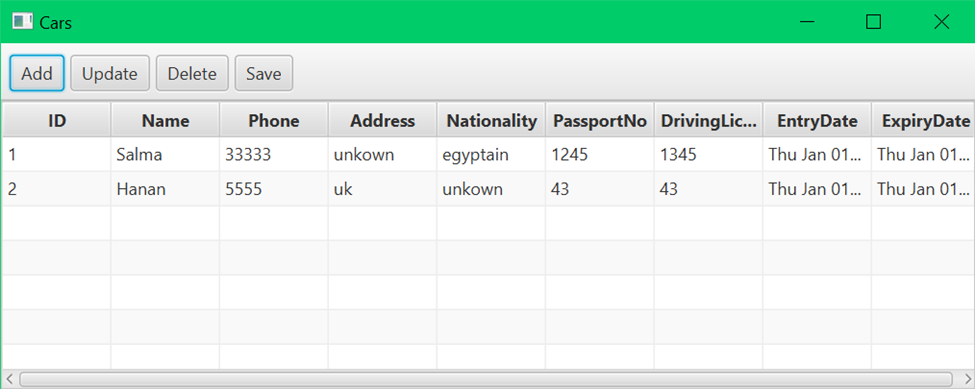 Cars
Add Update Delete Save
ID Name Phone Address Nationality PassportNo DrivingLic... EntryDate ExpiryDate
1 Salma 33333 unkown egyptain 1245 1345 Thu Jan 01... Thu Jan 01...
2 Hanan 5555 uk unkown 43 43 Thu Jan 01... Thu Jan 01...